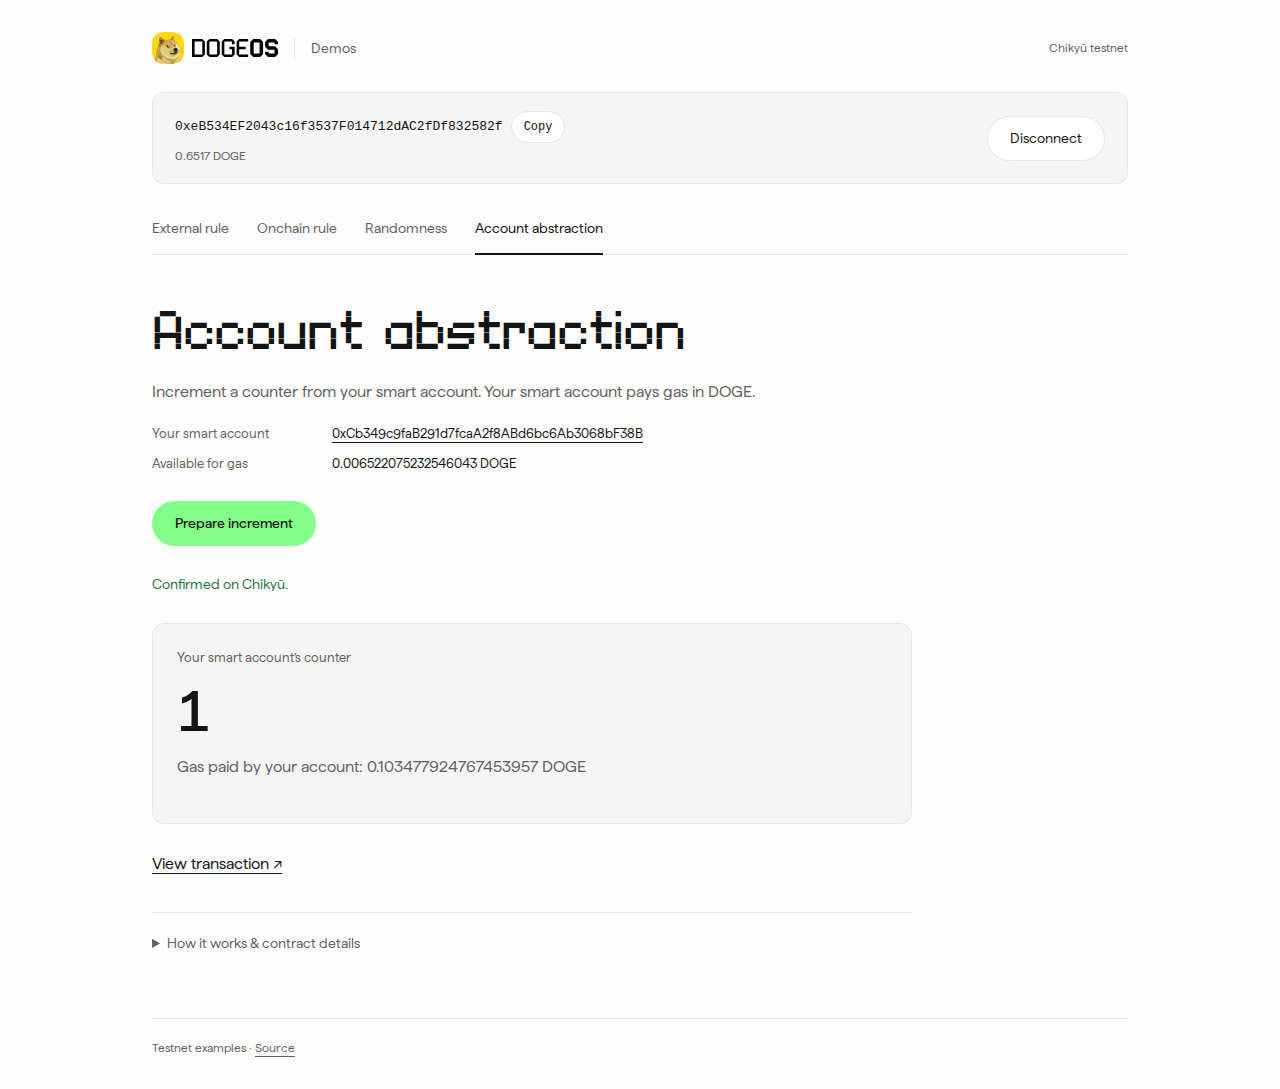 DOGEOS
Demos
Chikyū testnet
0xeB534EF2043c16f3537F014712dAC2fDf832582f
Copy
0.6517 DOGE
Disconnect
External rule
Onchain rule
Randomness
Account abstraction
Account abstraction
Increment a counter from your smart account. Your smart account pays gas in DOGE.
Your smart account
0xCb349c9faB291d7fcaA2f8ABd6bc6Ab3068bF38B
Available for gas
0.006522075232546043 DOGE
Prepare increment
Confirmed on Chikyū.
Your smart account's counter
1
Gas paid by your account: 0.103477924767453957 DOGE
View transaction ↗
▶ How it works & contract details
Testnet examples · Source